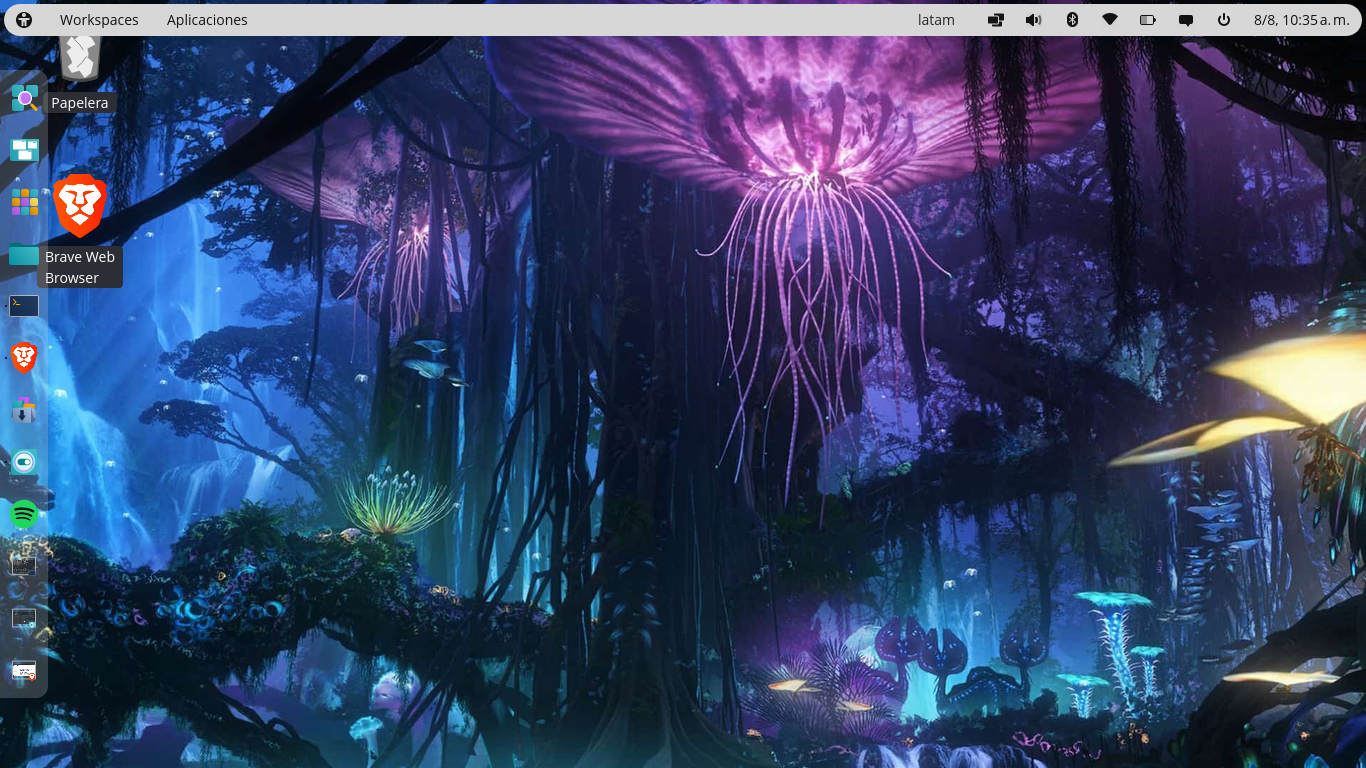 Workspaces
Aplicaciones
latam
8/8, 10:35 a. m.
Papelera
Brave Web
Browser